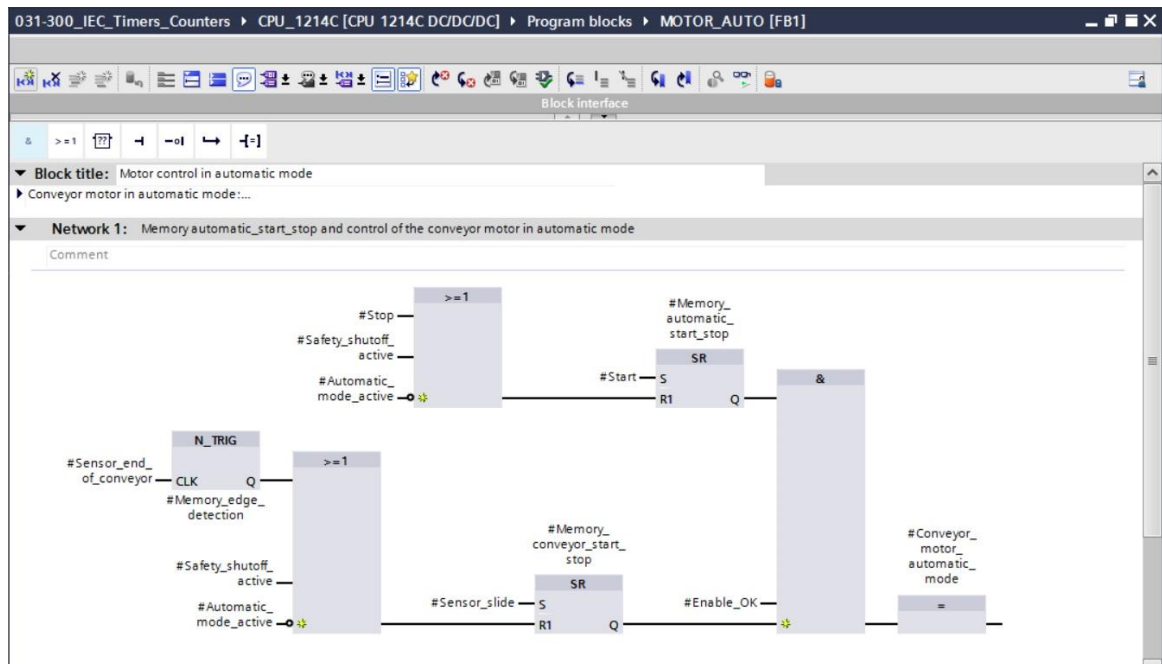 031-300_IEC_Timers_Counters ▸ CPU_1214C [CPU 1214C DC/DC/DC] ▸ Program blocks ▸ MOTOR_AUTO [FB1]
Block interface
& >=1 ?? -[=]
Block title: Motor control in automatic mode
Conveyor motor in automatic mode:...
Network 1: Memory automatic_start_stop and control of the conveyor motor in automatic mode
Comment
>=1
#Stop
#Safety_shutoff_
active
#Automatic_
mode_active
#Memory_
automatic_
start_stop
SR
#Start S
R1 Q
&
N_TRIG
#Sensor_end_
of_conveyor CLK Q
#Memory_edge_
detection
>=1
#Safety_shutoff_
active
#Automatic_
mode_active
#Memory_
conveyor_start_
stop
SR
#Sensor_slide S
R1 Q
#Enable_OK
#Conveyor_
motor_
automatic_
mode
=